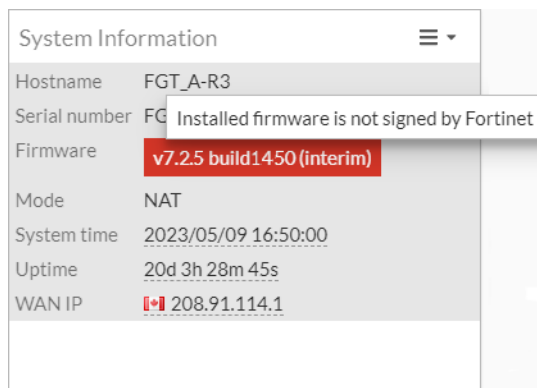 System Information
Hostname FGT_A-R3
Serial number FG
Installed firmware is not signed by Fortinet
Firmware v7.2.5 build1450 (interim)
Mode NAT
System time 2023/05/09 16:50:00
Uptime 20d 3h 28m 45s
WAN IP 208.91.114.1